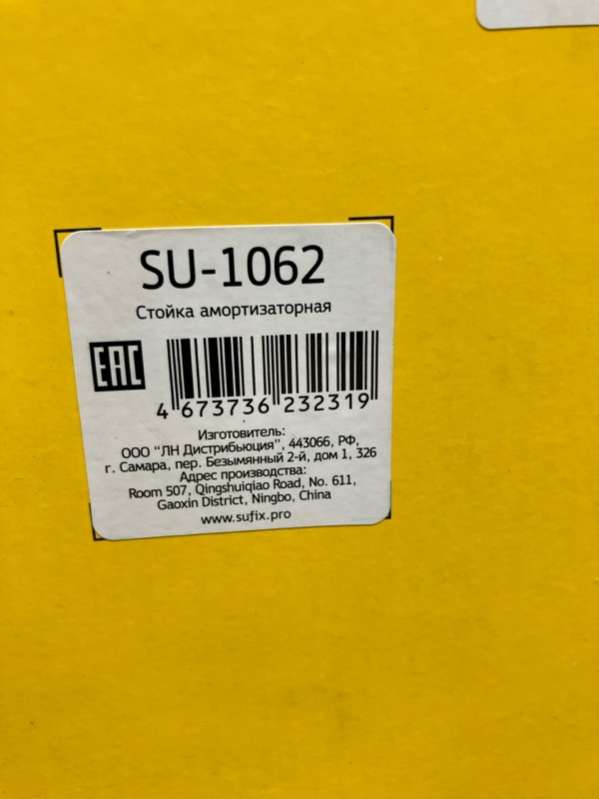 SU-1062
Стойка амортизаторная
EAC
4 673736 232319
Изготовитель:
ООО "ЛН Дистрибьюция", 443066, РФ,
г. Самара, пер. Безымянный 2-й, дом 1, 326
Адрес производства:
Room 507, Qingshuiqiao Road, No. 611,
Gaoxin District, Ningbo, China
www.sufix.pro